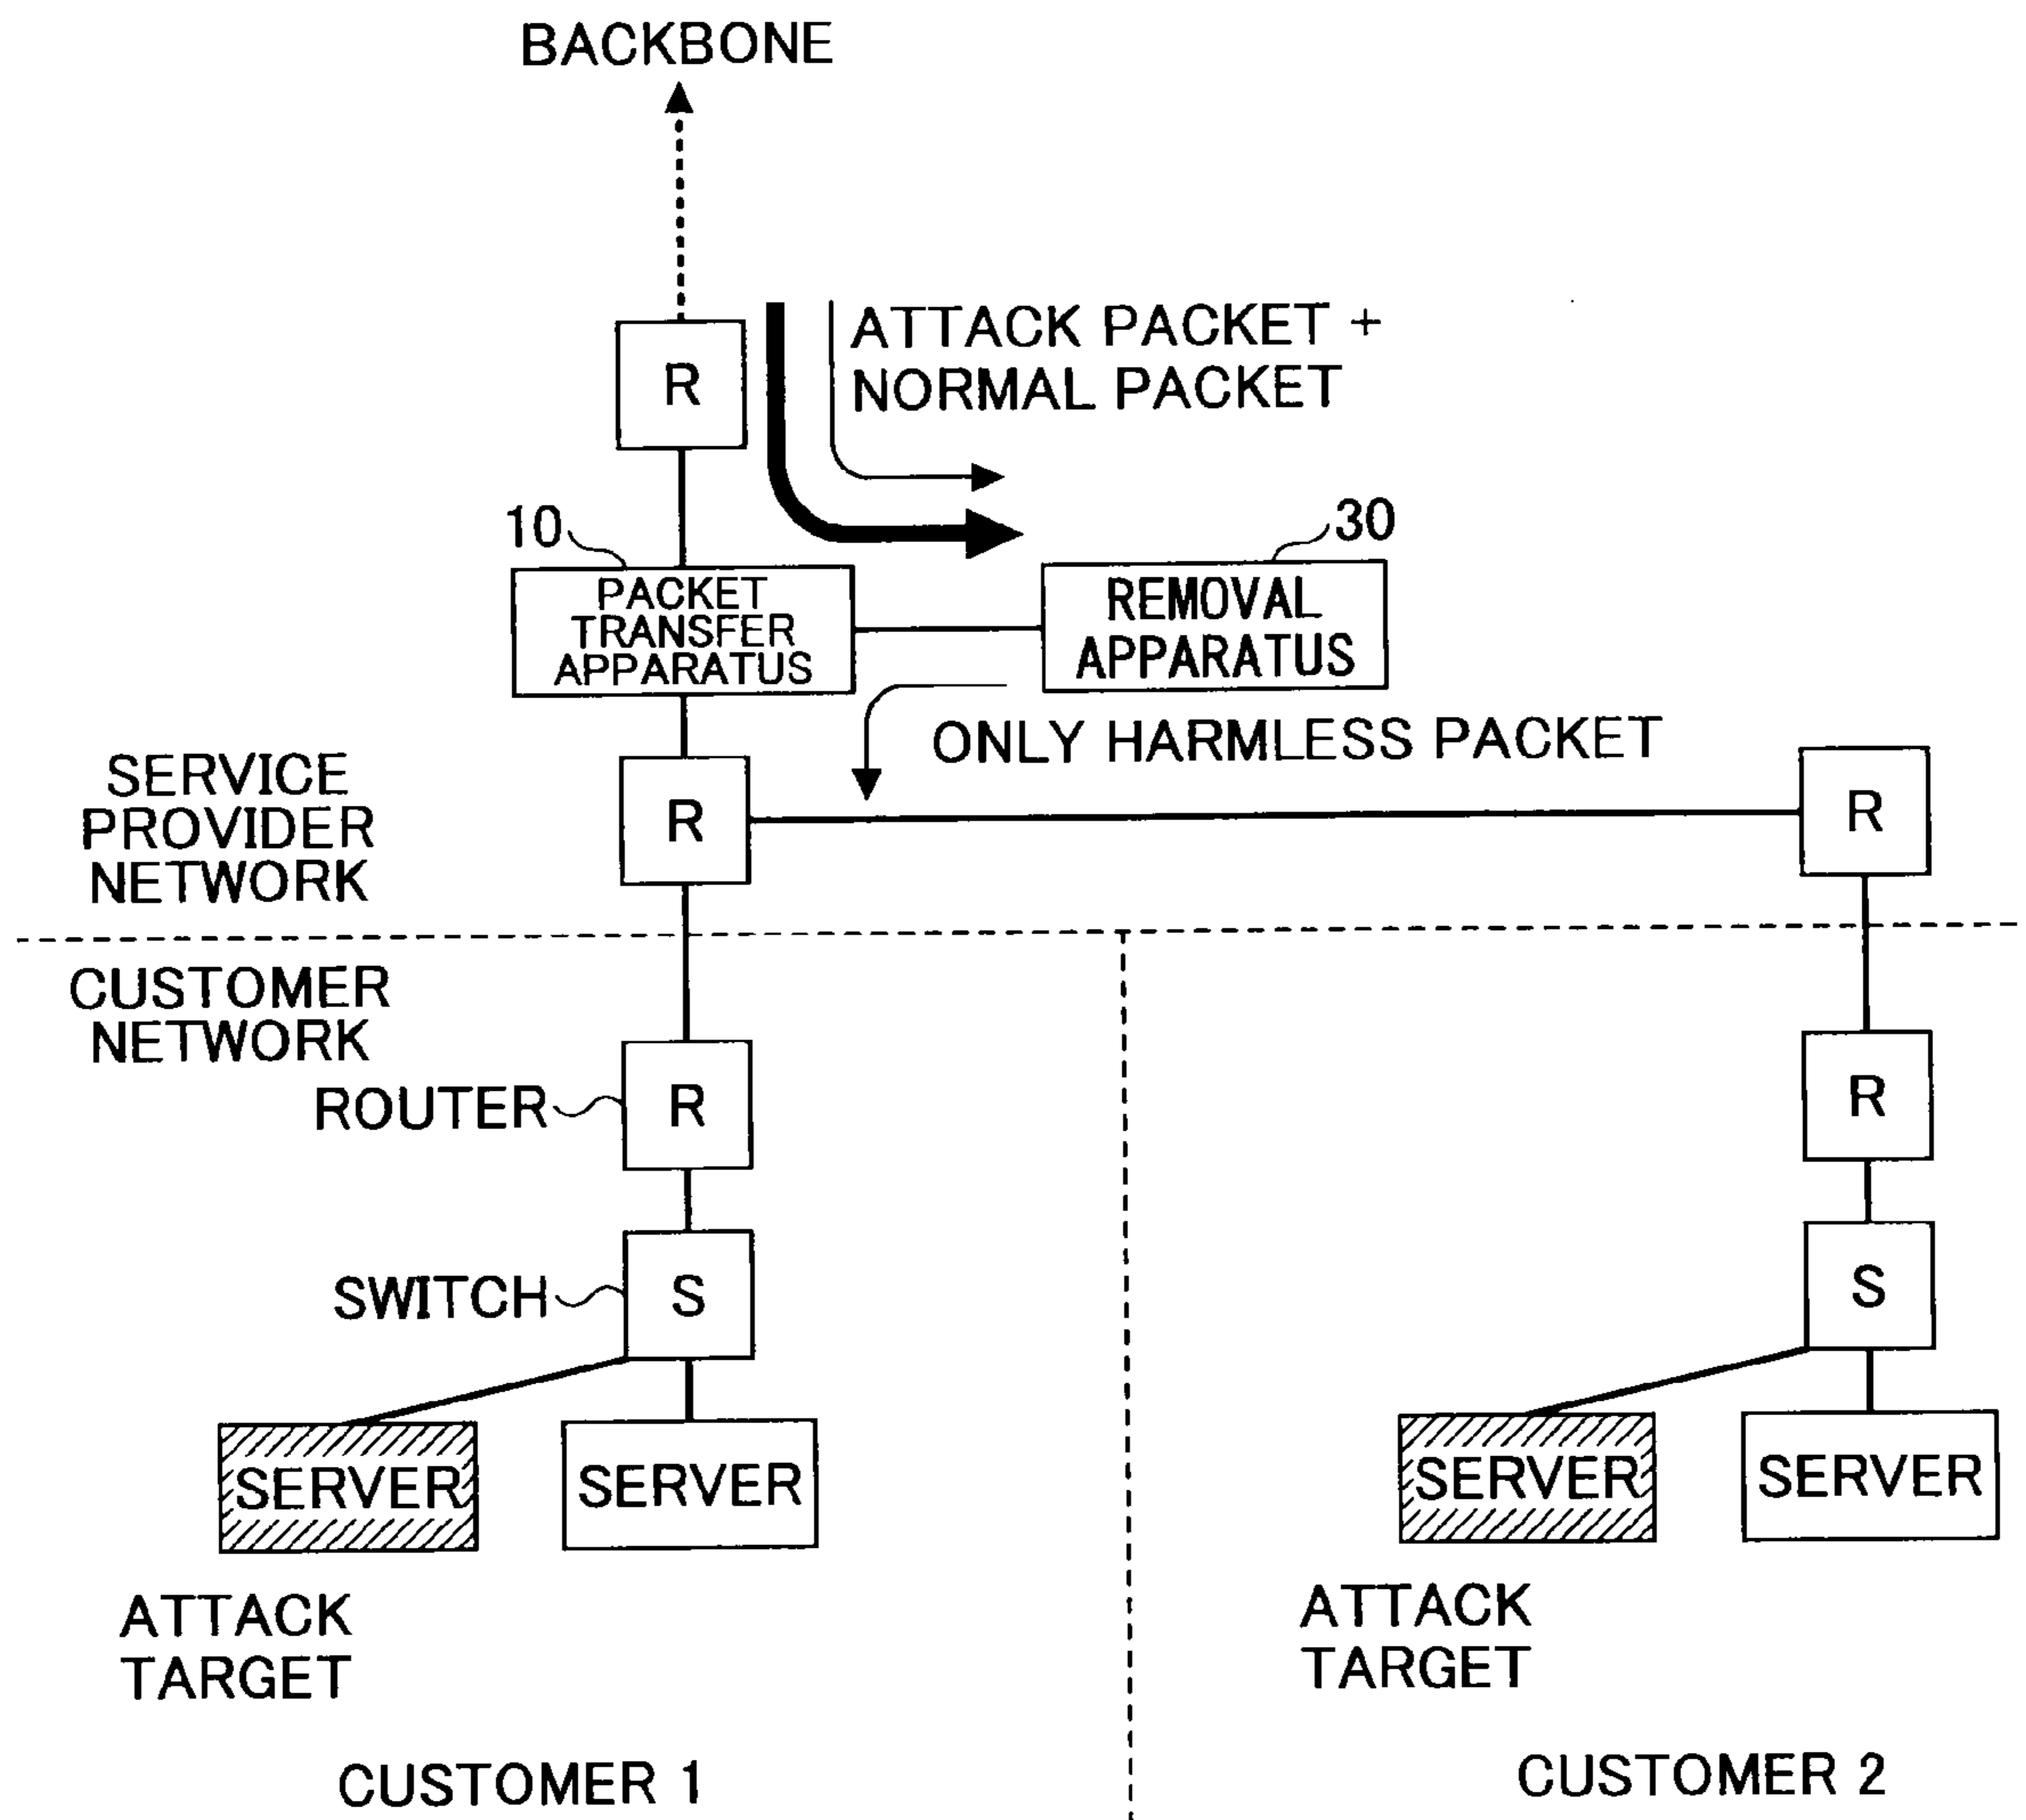 BACKBONE
ATTACK PACKET +
NORMAL PACKET
R
10
30
PACKET
TRANSFER
APPARATUS
REMOVAL
APPARATUS
ONLY HARMLESS PACKET
SERVICE
PROVIDER
NETWORK
R
R
CUSTOMER
NETWORK
ROUTER
R
R
SWITCH
S
S
SERVER
SERVER
SERVER
SERVER
ATTACK
TARGET
ATTACK
TARGET
CUSTOMER 1
CUSTOMER 2